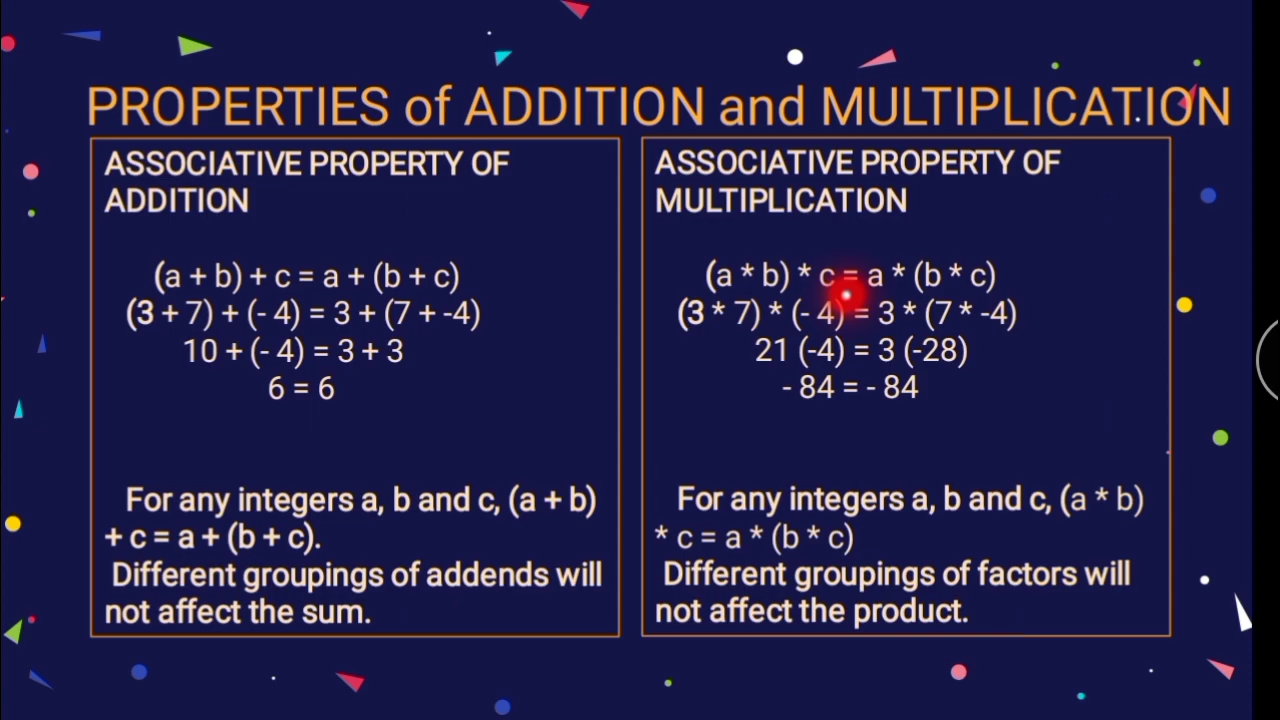 PROPERTIES of ADDITION and MULTIPLICATION
ASSOCIATIVE PROPERTY OF
ADDITION
(a + b) + c = a + (b + c)
(3 + 7) + (- 4) = 3 + (7 + -4)
10 + (- 4) = 3 + 3
6 = 6
For any integers a, b and c, (a + b)
+ c = a + (b + c).
Different groupings of addends will
not affect the sum.
ASSOCIATIVE PROPERTY OF
MULTIPLICATION
(a * b) * c = a * (b * c)
(3 * 7) * (- 4) = 3 * (7 * -4)
21 (-4) = 3 (-28)
- 84 = - 84
For any integers a, b and c, (a * b)
* c = a * (b * c)
Different groupings of factors will
not affect the product.